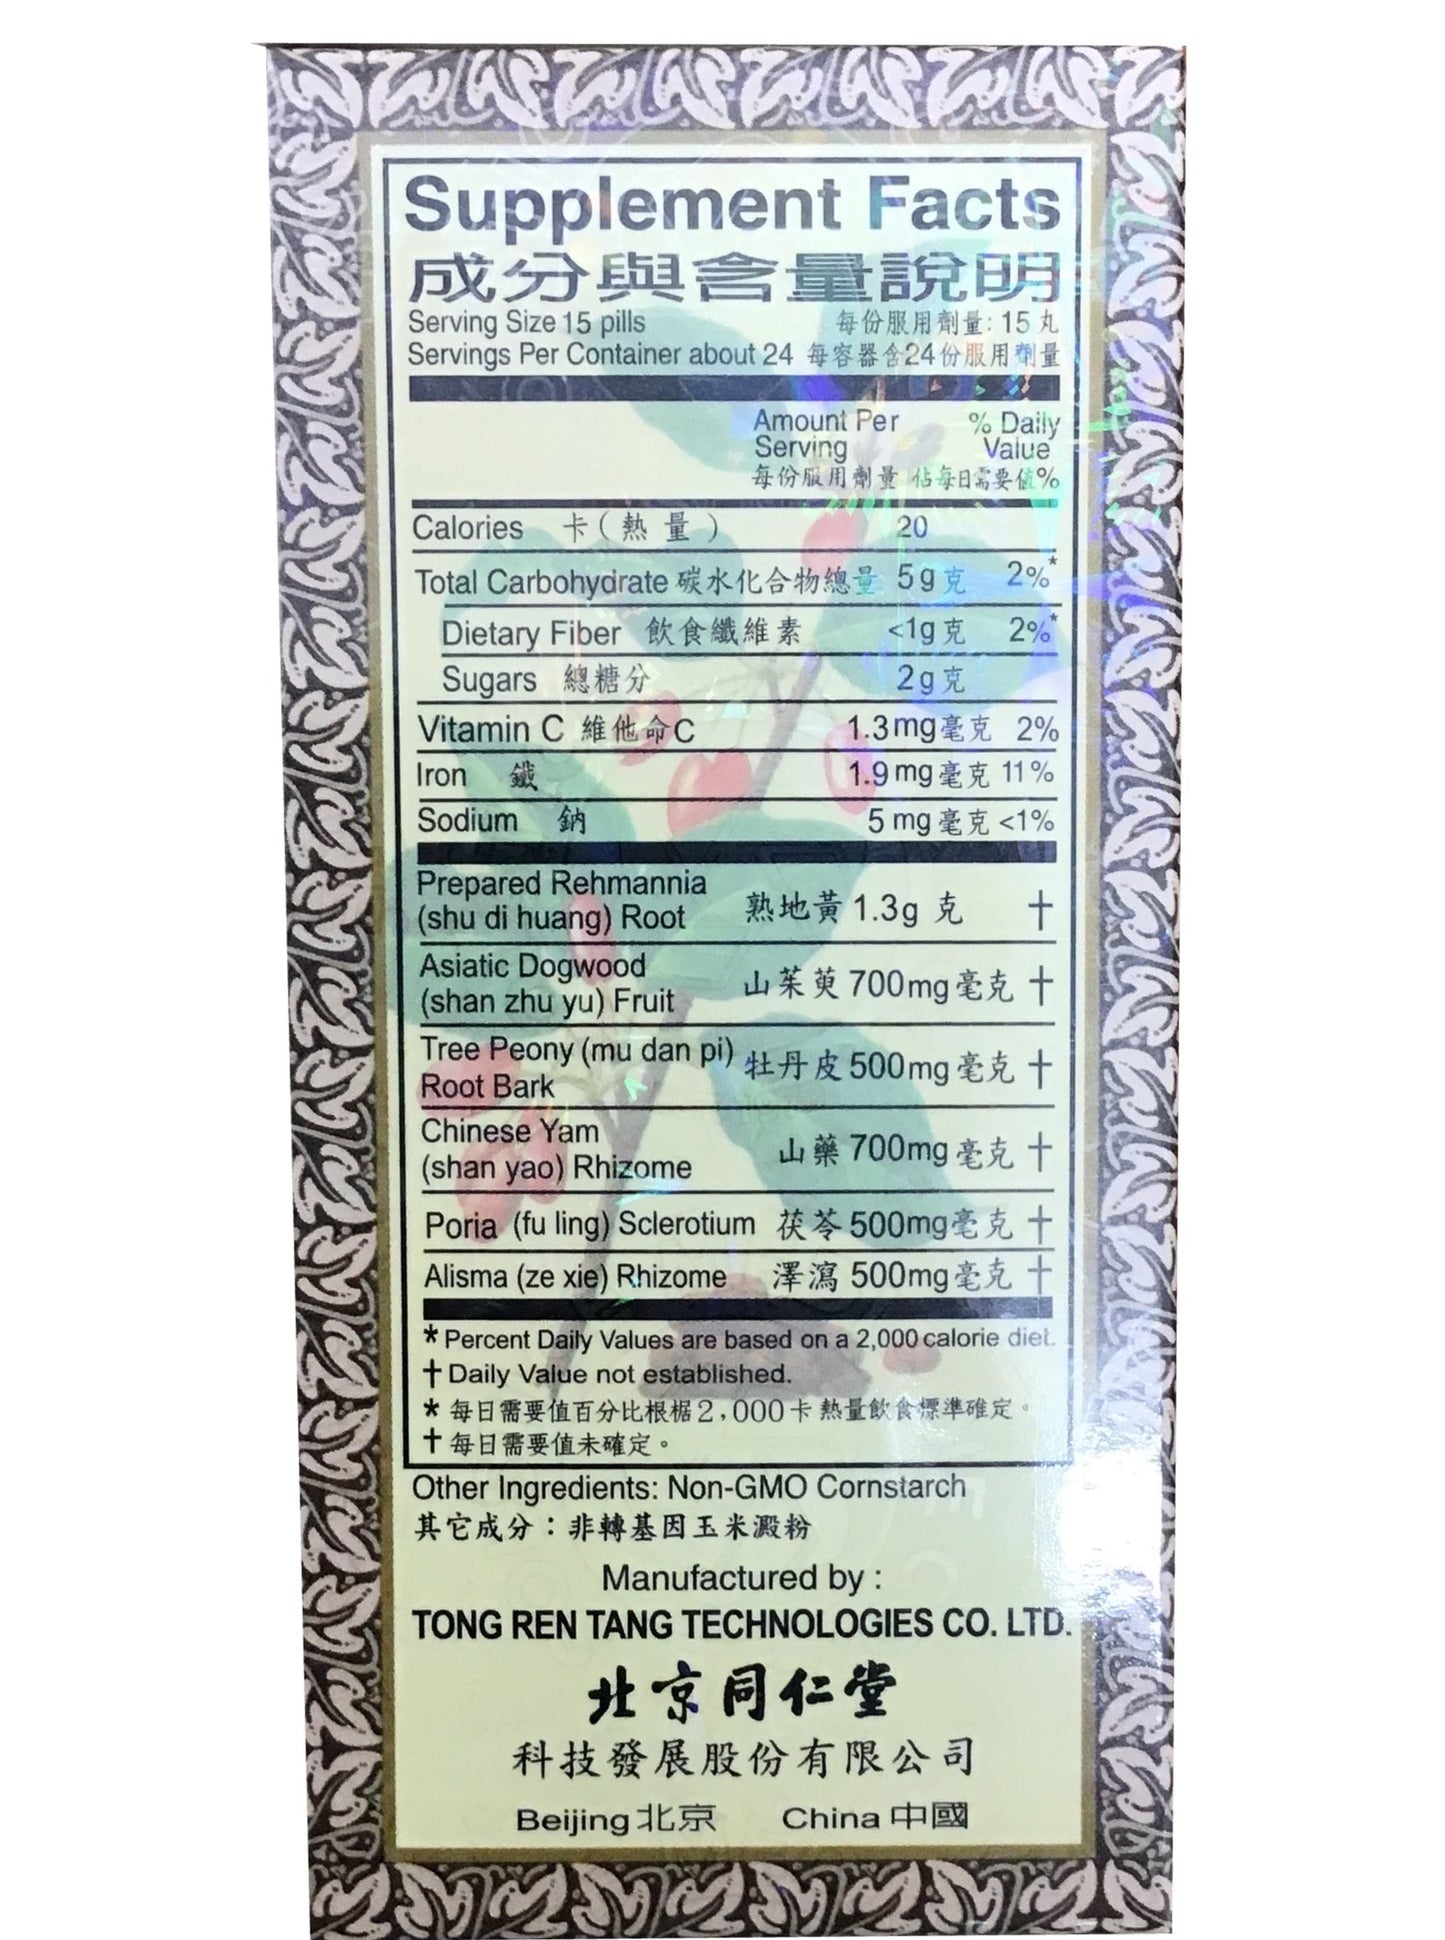 Supplement Facts
成分與含量說明
Serving Size 15 pills 每份服用劑量: 15 丸
Servings Per Container about 24 每容器含24份服用劑量
Amount Per Serving % Daily Value
每份服用劑量 佔每日需要值%
Calories 卡(熱量) 20
Total Carbohydrate 碳水化合物總量 5g 克 2%*
Dietary Fiber 飲食纖維素 <1g 克 2%*
Sugars 總糖分 2g 克
Vitamin C 維他命C 1.3mg毫克 2%
Iron 鐵 1.9mg毫克 11%
Sodium 鈉 5 mg毫克 <1%
Prepared Rehmannia
(shu di huang) Root 熟地黃 1.3g 克 †
Asiatic Dogwood
(shan zhu yu) Fruit 山茱萸 700mg毫克 †
Tree Peony (mu dan pi)
Root Bark 牡丹皮 500mg毫克 †
Chinese Yam
(shan yao) Rhizome 山藥 700mg毫克 †
Poria (fu ling) Sclerotium 茯苓 500mg毫克 †
Alisma (ze xie) Rhizome 澤瀉 500mg毫克 †
* Percent Daily Values are based on a 2,000 calorie diet.
† Daily Value not established.
* 每日需要值百分比根椐2,000卡熱量飲食標準確定。
† 每日需要值未確定。
Other Ingredients: Non-GMO Cornstarch
其它成分：非轉基因玉米澱粉
Manufactured by :
TONG REN TANG TECHNOLOGIES CO. LTD.
北京同仁堂
科技發展股份有限公司
Beijing 北京 China 中國